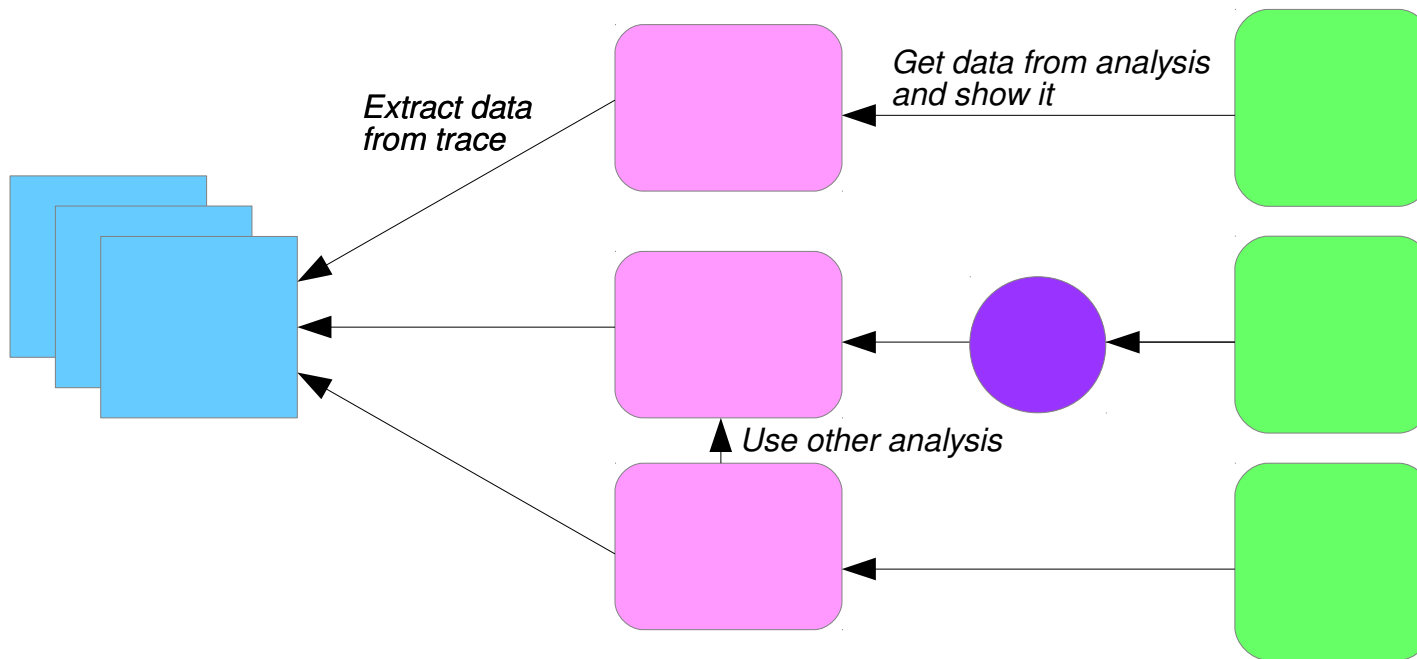 Get data from analysis
and show it
Extract data
from trace
Use other analysis